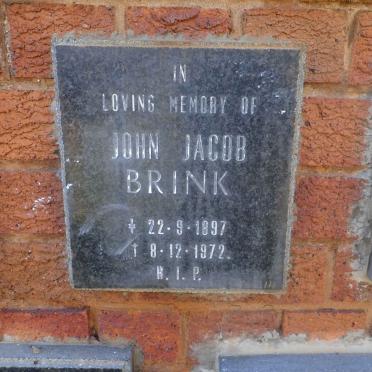 IN
LOVING MEMORY OF
JOHN JACOB
BRINK
☥ 22·9·1897
† 8·12·1972.
R.I.P.